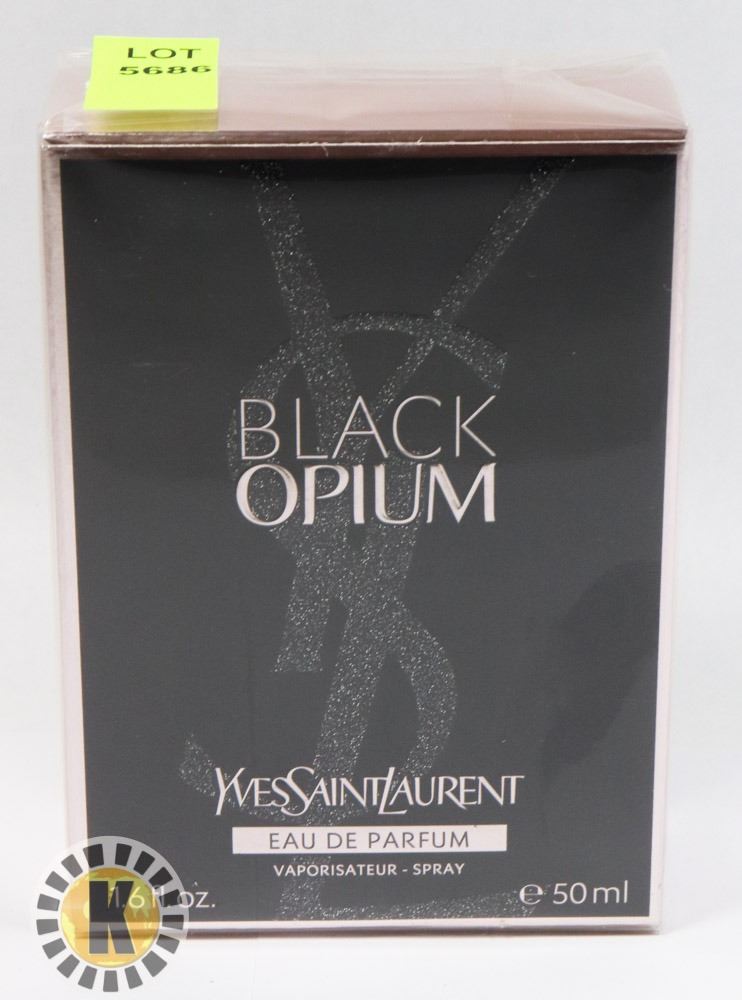 LOT
5686
BLACK
OPIUM
YVESSAINTLAURENT
EAU DE PARFUM
VAPORISATEUR - SPRAY
1.6 fl. oz.
℮ 50 ml
K